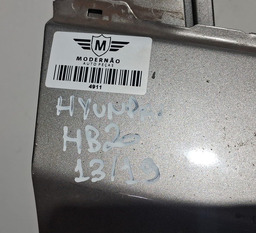 M
MODERNÃO
AUTO PEÇAS
4911
HYUNDAI
HB20
13/19